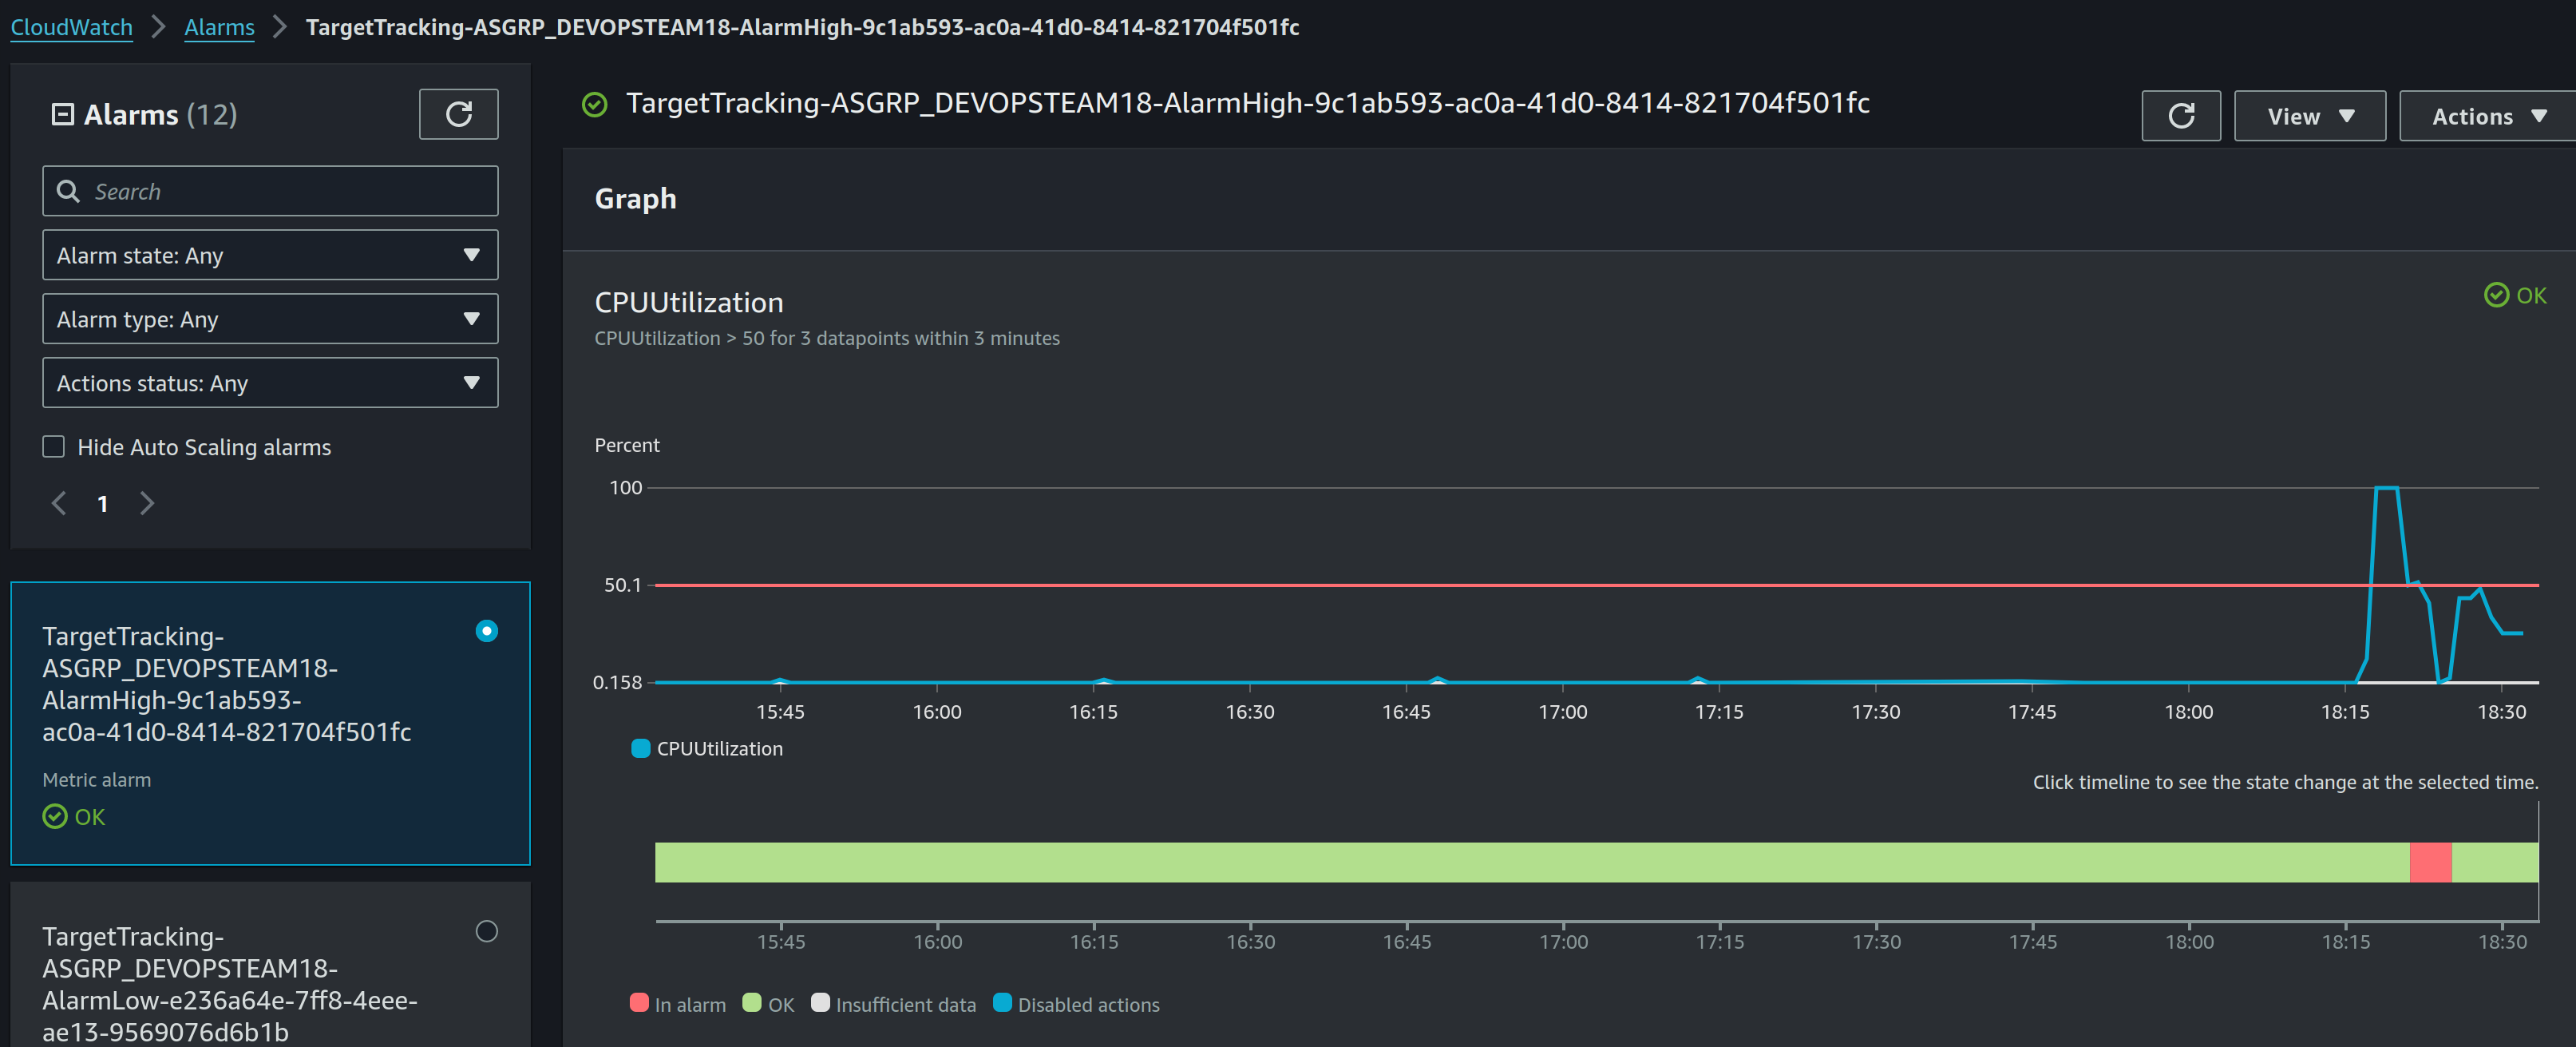 CloudWatch > Alarms > TargetTracking-ASGRP_DEVOPSTEAM18-AlarmHigh-9c1ab593-ac0a-41d0-8414-821704f501fc
Alarms (12)
Search
Alarm state: Any
Alarm type: Any
Actions status: Any
Hide Auto Scaling alarms
1
TargetTracking-
ASGRP_DEVOPSTEAM18-
AlarmHigh-9c1ab593-
ac0a-41d0-8414-821704f501fc
Metric alarm
OK
TargetTracking-
ASGRP_DEVOPSTEAM18-
AlarmLow-e236a64e-7ff8-4eee-
ae13-9569076d6b1b
TargetTracking-ASGRP_DEVOPSTEAM18-AlarmHigh-9c1ab593-ac0a-41d0-8414-821704f501fc
View
Actions
Graph
CPUUtilization
OK
CPUUtilization > 50 for 3 datapoints within 3 minutes
Percent
100
50.1
0.158
15:45 16:00 16:15 16:30 16:45 17:00 17:15 17:30 17:45 18:00 18:15 18:30
CPUUtilization
Click timeline to see the state change at the selected time.
15:45 16:00 16:15 16:30 16:45 17:00 17:15 17:30 17:45 18:00 18:15 18:30
In alarm OK Insufficient data Disabled actions